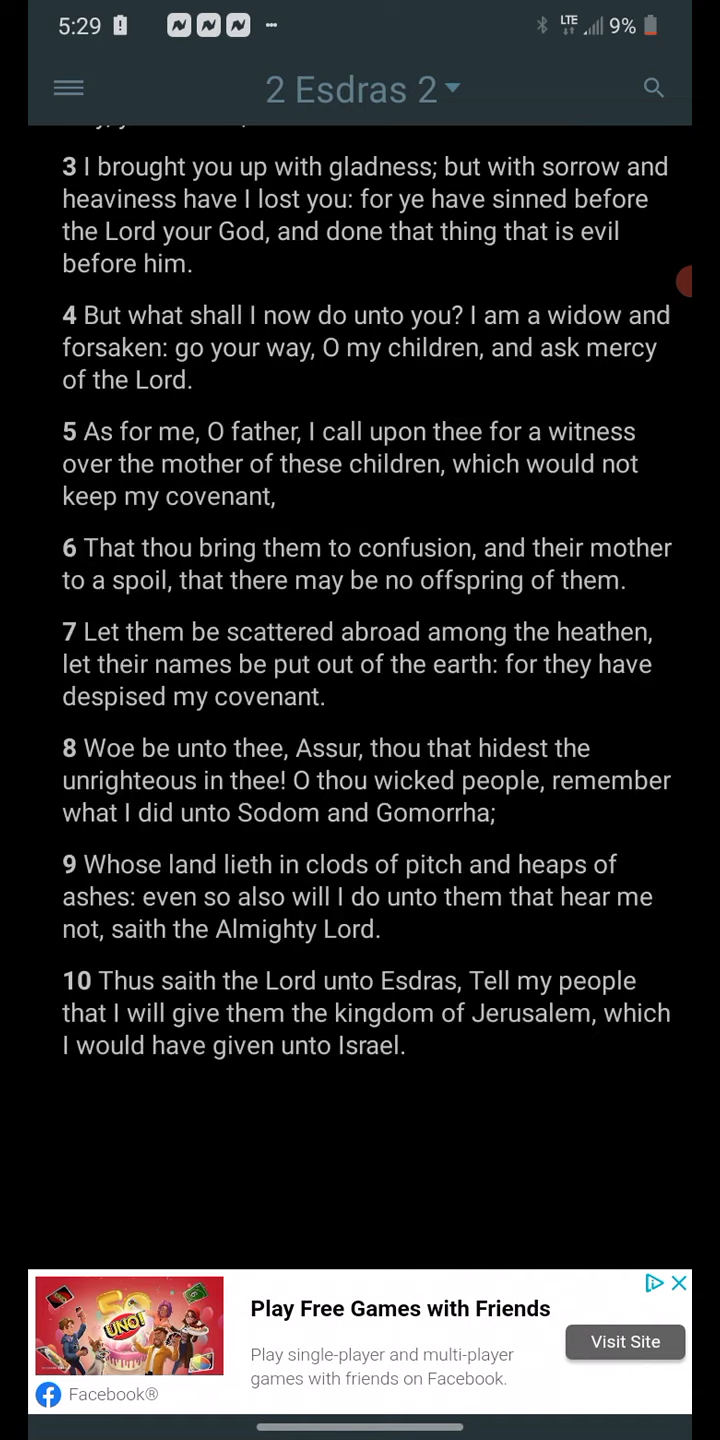 5:29
LTE
9%
2 Esdras 2
3 I brought you up with gladness; but with sorrow and
heaviness have I lost you: for ye have sinned before
the Lord your God, and done that thing that is evil
before him.
4 But what shall I now do unto you? I am a widow and
forsaken: go your way, O my children, and ask mercy
of the Lord.
5 As for me, O father, I call upon thee for a witness
over the mother of these children, which would not
keep my covenant,
6 That thou bring them to confusion, and their mother
to a spoil, that there may be no offspring of them.
7 Let them be scattered abroad among the heathen,
let their names be put out of the earth: for they have
despised my covenant.
8 Woe be unto thee, Assur, thou that hidest the
unrighteous in thee! O thou wicked people, remember
what I did unto Sodom and Gomorrha;
9 Whose land lieth in clods of pitch and heaps of
ashes: even so also will I do unto them that hear me
not, saith the Almighty Lord.
10 Thus saith the Lord unto Esdras, Tell my people
that I will give them the kingdom of Jerusalem, which
I would have given unto Israel.
50
UNO!
Facebook®
Play Free Games with Friends
Play single-player and multi-player
games with friends on Facebook.
Visit Site